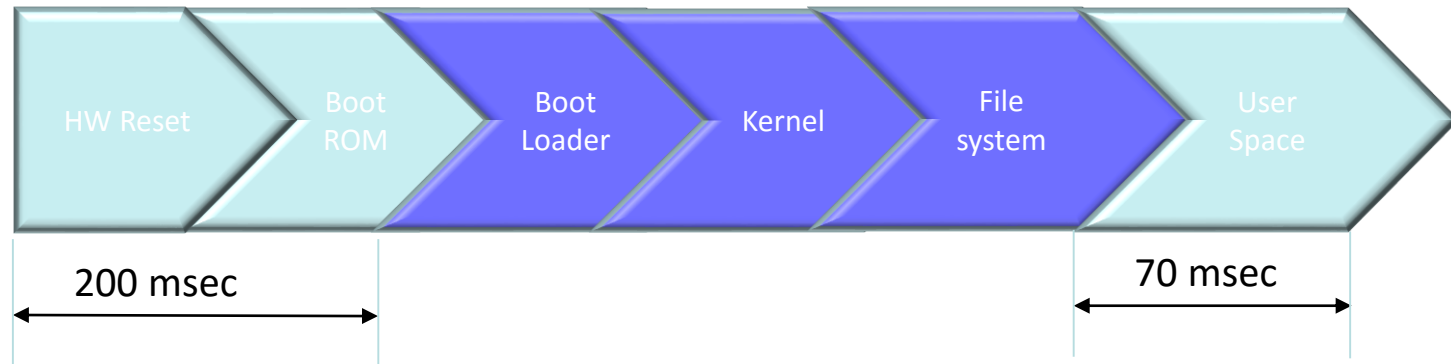 HW Reset
Boot
ROM
Boot
Loader
Kernel
File
system
User
Space
200 msec
70 msec